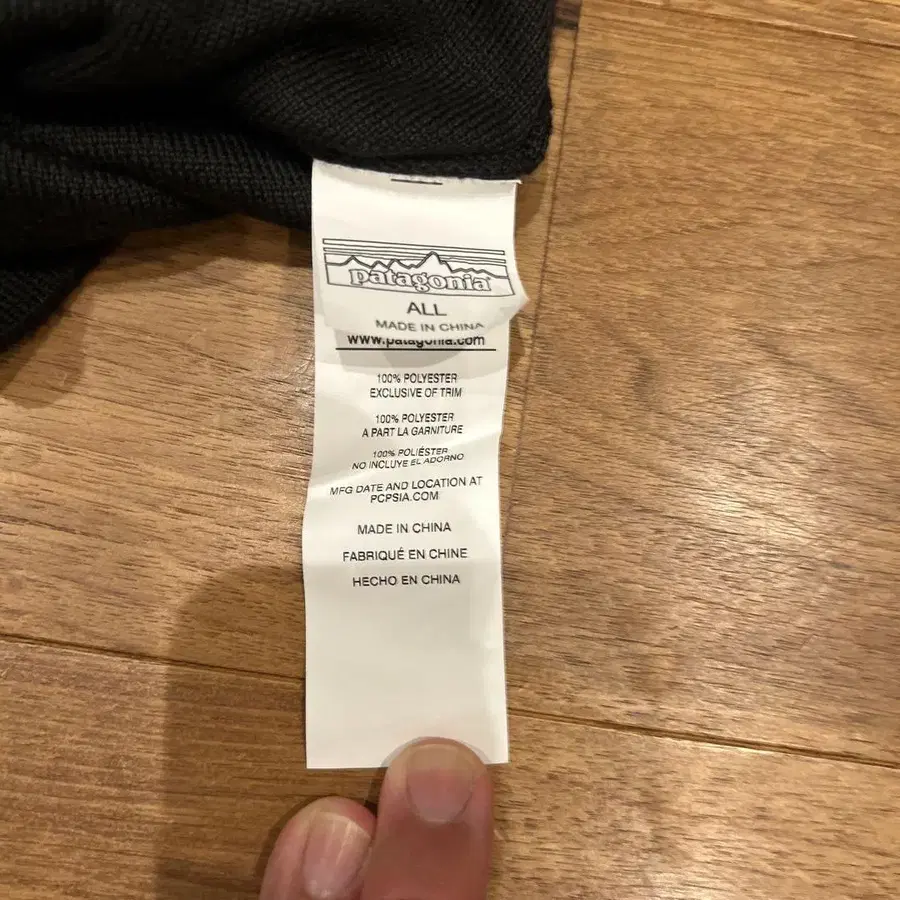 patagonia
ALL
MADE IN CHINA
www.patagonia.com
100% POLYESTER
EXCLUSIVE OF TRIM
100% POLYESTER
A PART LA GARNITURE
100% POLIÉSTER
NO INCLUYE EL ADORNO
MFG DATE AND LOCATION AT
PCPSIA.COM
MADE IN CHINA
FABRIQUÉ EN CHINE
HECHO EN CHINA